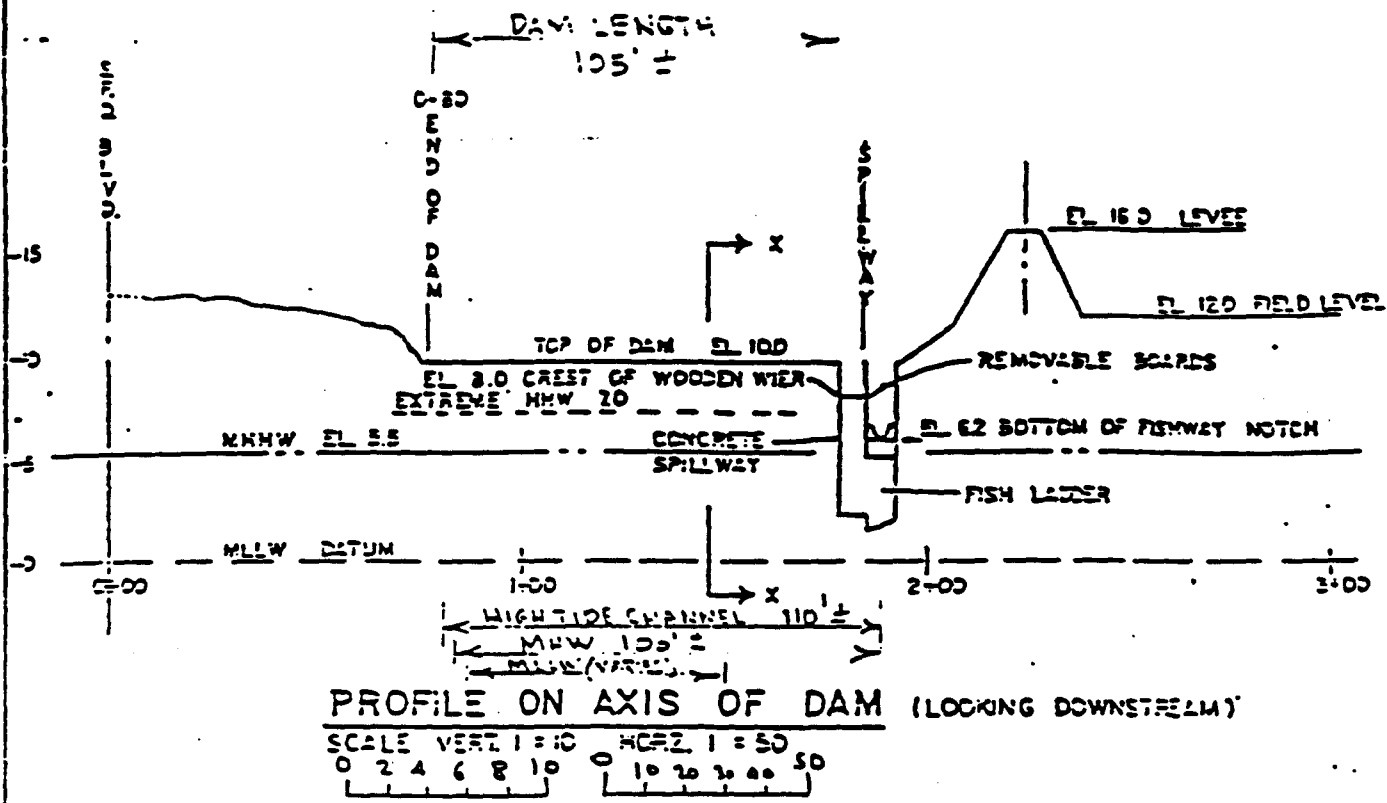 DAM LENGTH
105' ±
END OF DAM
SPILLWAY
X
EL 16.0 LEVEE
15
EL 12.0 FIELD LEVEL
TOP OF DAM EL 10.0
REMOVABLE BOARDS
EL 8.0 CREST OF WOODEN WIER
EXTREME HHW
EL 6.2 BOTTOM OF FISHWAY NOTCH
MHHW EL 5.5
CONCRETE
SPILLWAY
FISH LADDER
MLLW DATUM
0+00
1+00
2+00
3+00
X
HIGH TIDE CHANNEL 110' ±
MHW 105' ±
MLLW (VARIES)
PROFILE ON AXIS OF DAM (LOOKING DOWNSTREAM)
SCALE VERT. 1 = 10 HORZ. 1 = 50
0 2 4 6 8 10 0 10 20 30 40 50